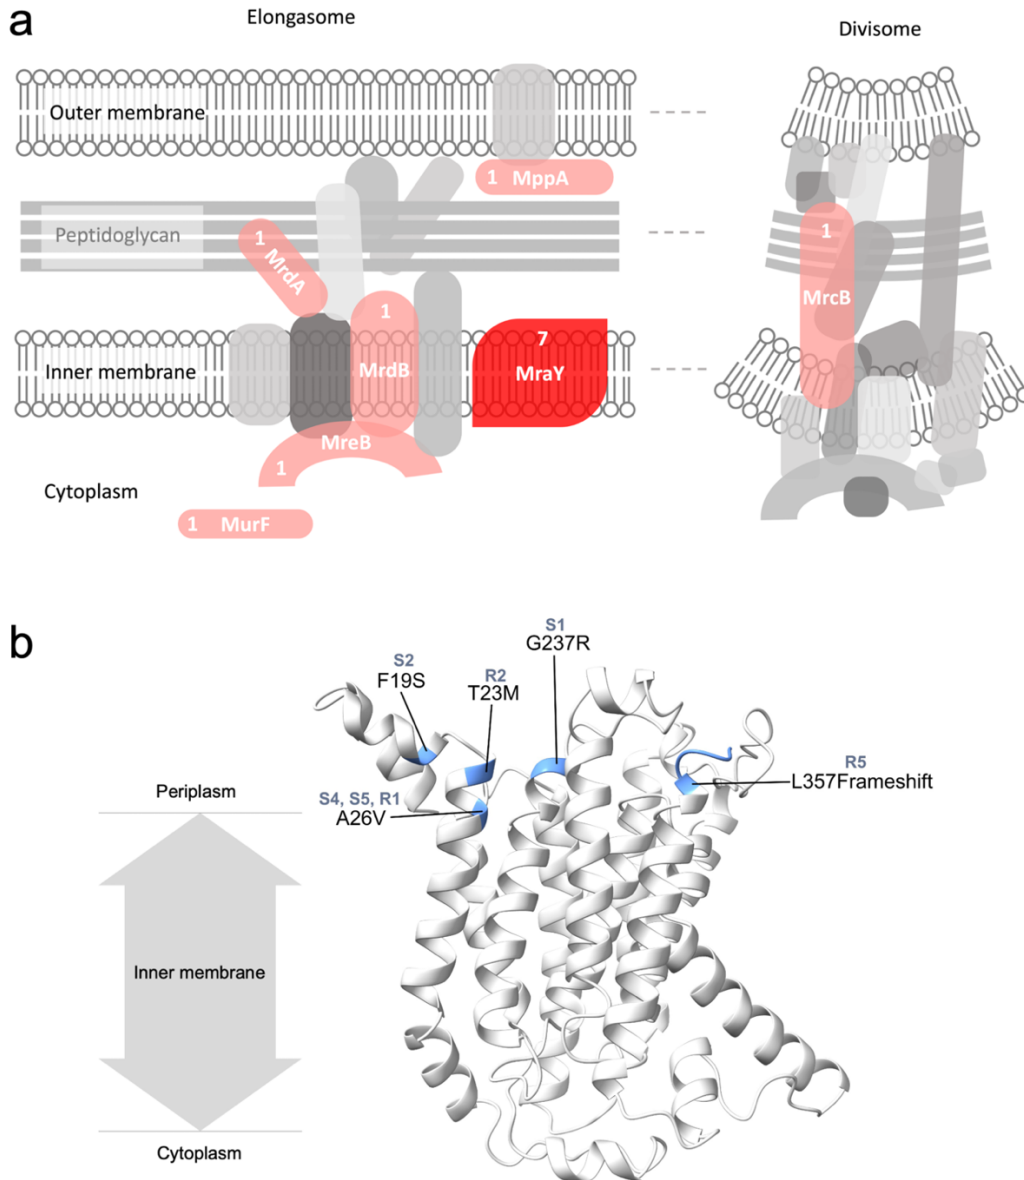 a
Elongasome
Divisome
Outer membrane
1 MppA
Peptidoglycan
1
MrdA
1
MrcB
1
MrdB
7
MraY
Inner membrane
MreB
1
Cytoplasm
1 MurF
b
S1
G237R
S2
F19S
R2
T23M
R5
L357Frameshift
S4, S5, R1
A26V
Periplasm
Inner membrane
Cytoplasm